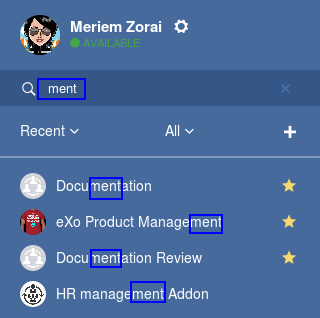 Meriem Zorai
AVAILABLE
ment
Recent All
Documentation
eXo Product Management
Documentation Review
HR management Addon